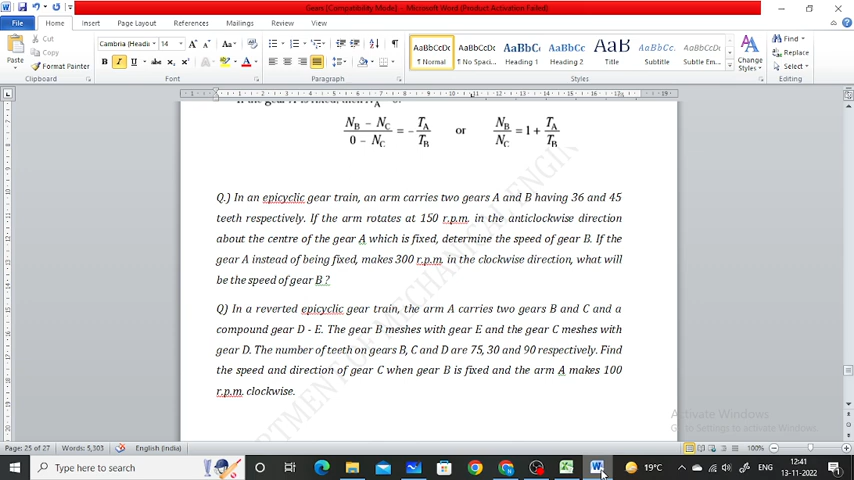 Gears [Compatibility Mode] - Microsoft Word (Product Activation Failed)
File Home Insert Page Layout References Mailings Review View
Cut
Copy
Format Painter
Paste
Clipboard
Cambria (Headi 14
Font
Paragraph
AaBbCcDc AaBbCcDc AaBbC AaBbCc AaB AaBbCc. AaBbCcDc
¶ Normal ¶ No Spac... Heading 1 Heading 2 Title Subtitle Subtle Em...
Change
Styles
Styles
Find
Replace
Select
Editing
N_B – N_C / 0 – N_C = – T_A / T_B or N_B / N_C = 1 + T_A / T_B
Q.) In an epicyclic gear train, an arm carries two gears A and B having 36 and 45
teeth respectively. If the arm rotates at 150 r.p.m. in the anticlockwise direction
about the centre of the gear A which is fixed, determine the speed of gear B. If the
gear A instead of being fixed, makes 300 r.p.m. in the clockwise direction, what will
be the speed of gear B ?
Q) In a reverted epicyclic gear train, the arm A carries two gears B and C and a
compound gear D - E. The gear B meshes with gear E and the gear C meshes with
gear D. The number of teeth on gears B, C and D are 75, 30 and 90 respectively. Find
the speed and direction of gear C when gear B is fixed and the arm A makes 100
r.p.m. clockwise.
Activate Windows
Go to Settings to activate Windows.
Page: 25 of 27 Words: 5,303 English (India) 100%
Type here to search
19°C
ENG
12:41
13-11-2022